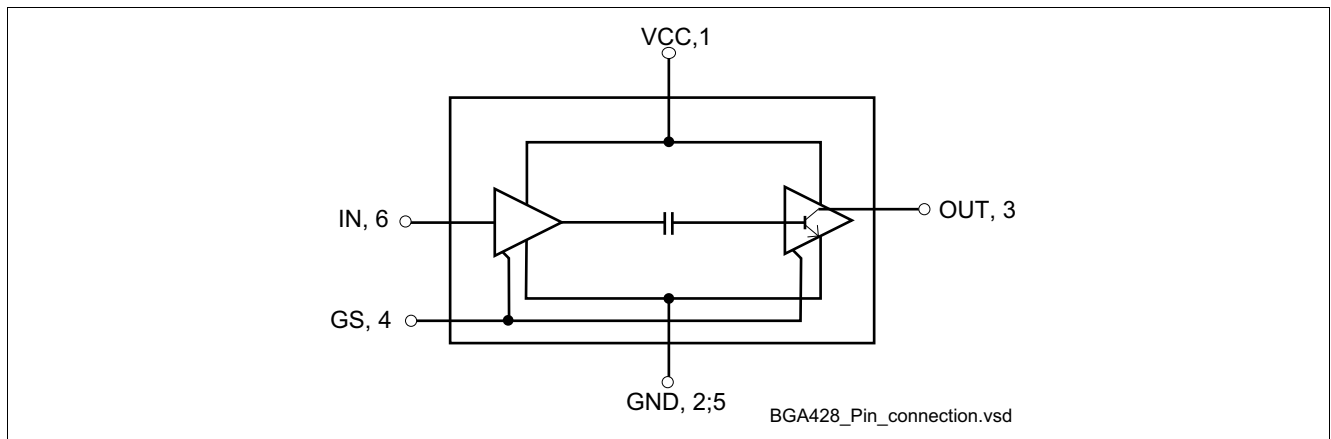 VCC,1
IN, 6
OUT, 3
GS, 4
GND, 2;5
BGA428_Pin_connection.vsd